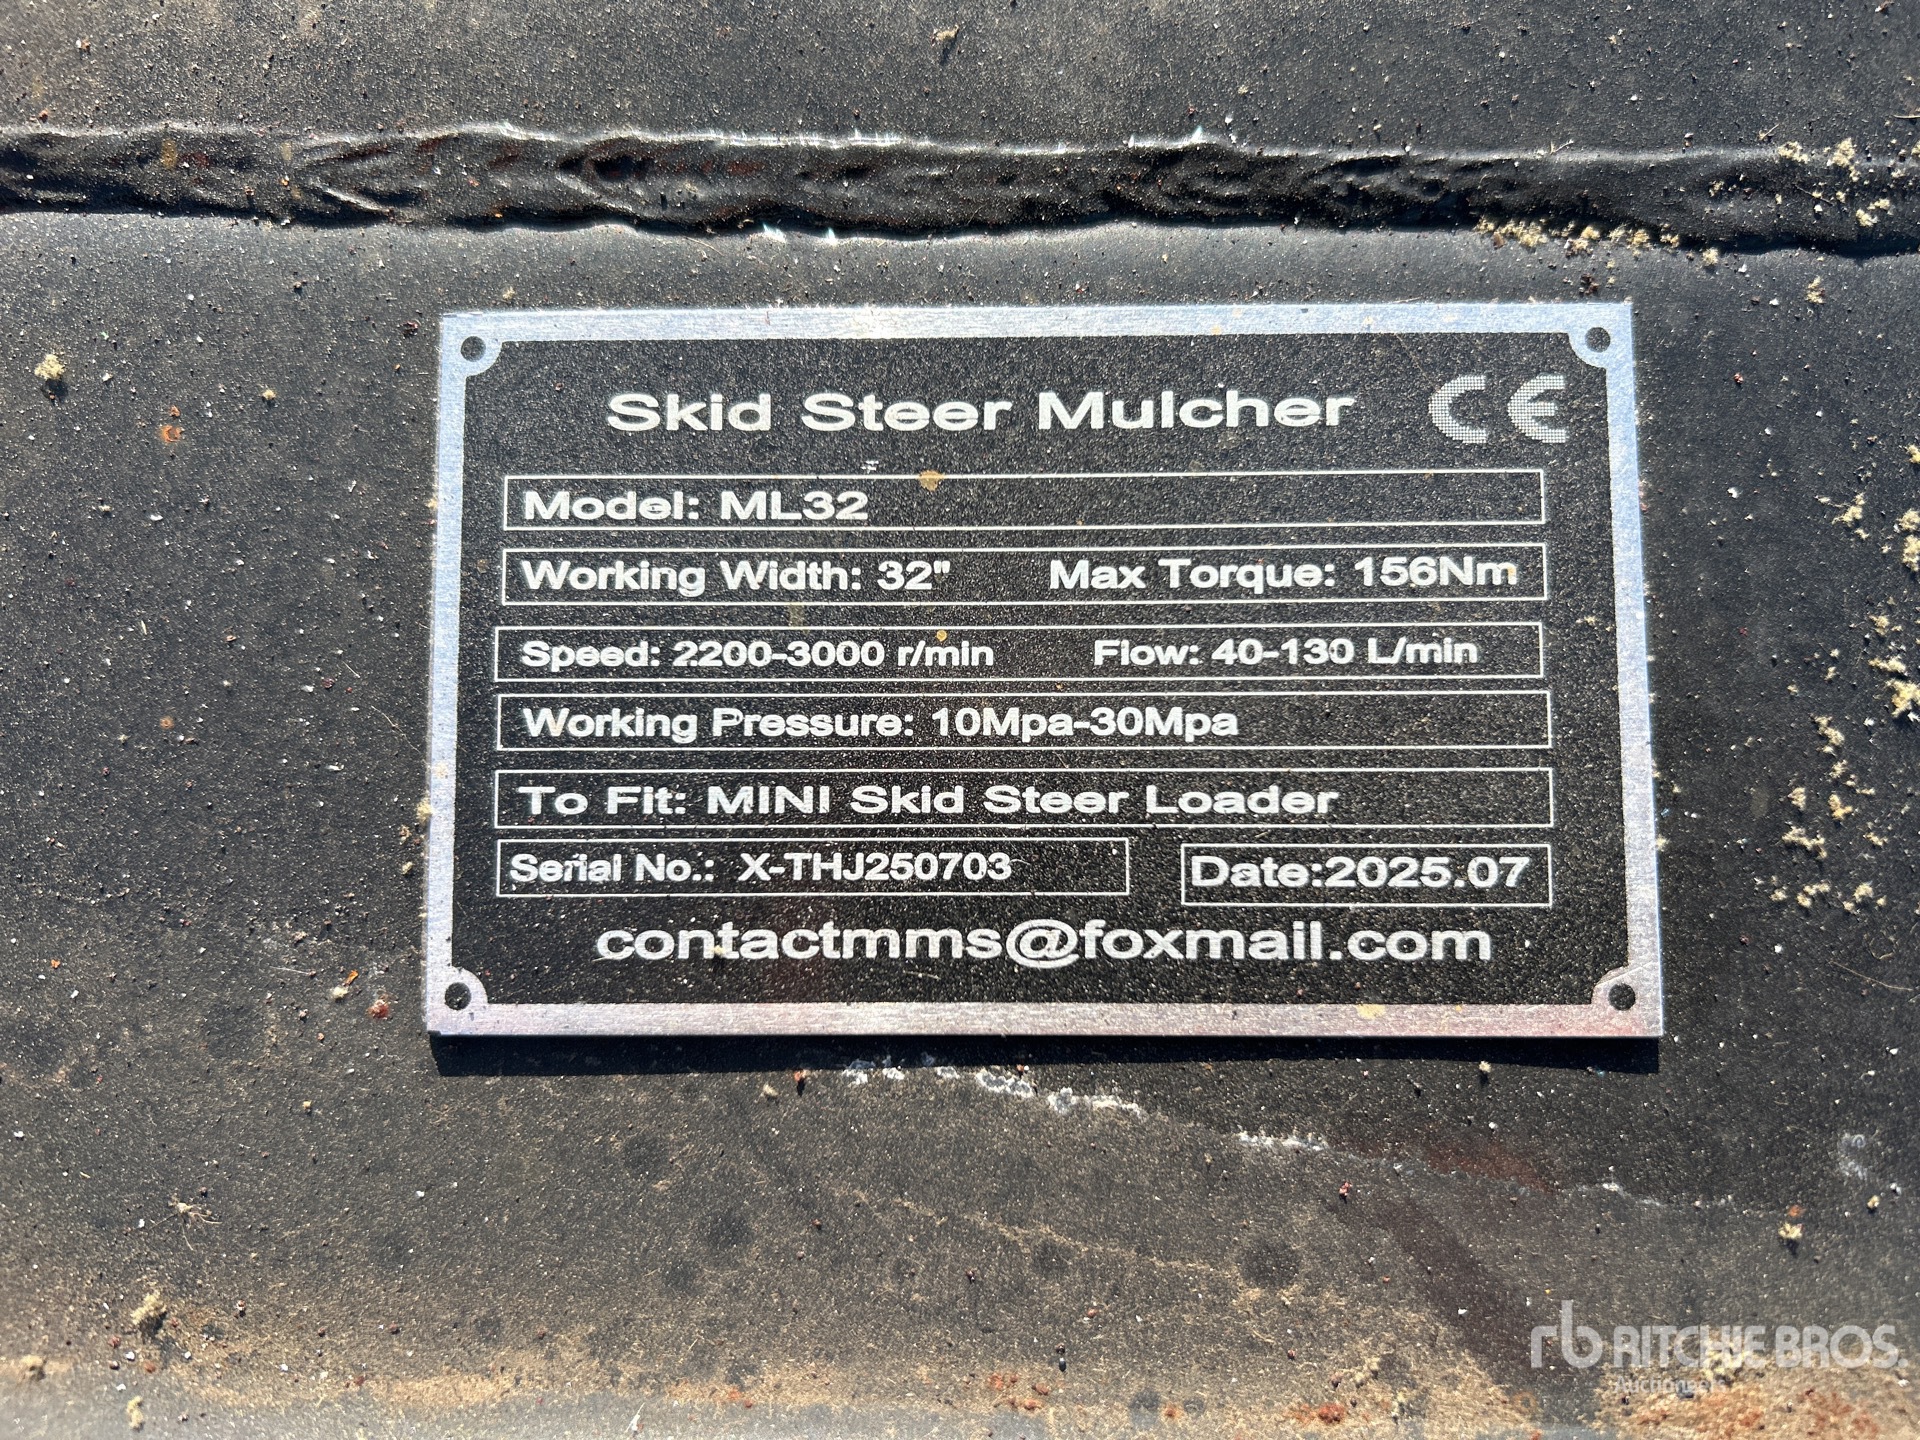 Skid Steer Mulcher CE
Model: ML32
Working Width: 32" Max Torque: 156Nm
Speed: 2200-3000 r/min Flow: 40-130 L/min
Working Pressure: 10Mpa-30Mpa
To Fit: MINI Skid Steer Loader
Serial No.: X-THJ250703 Date:2025.07
contactmms@foxmail.com
rb RITCHIE BROS.
Auctioneers